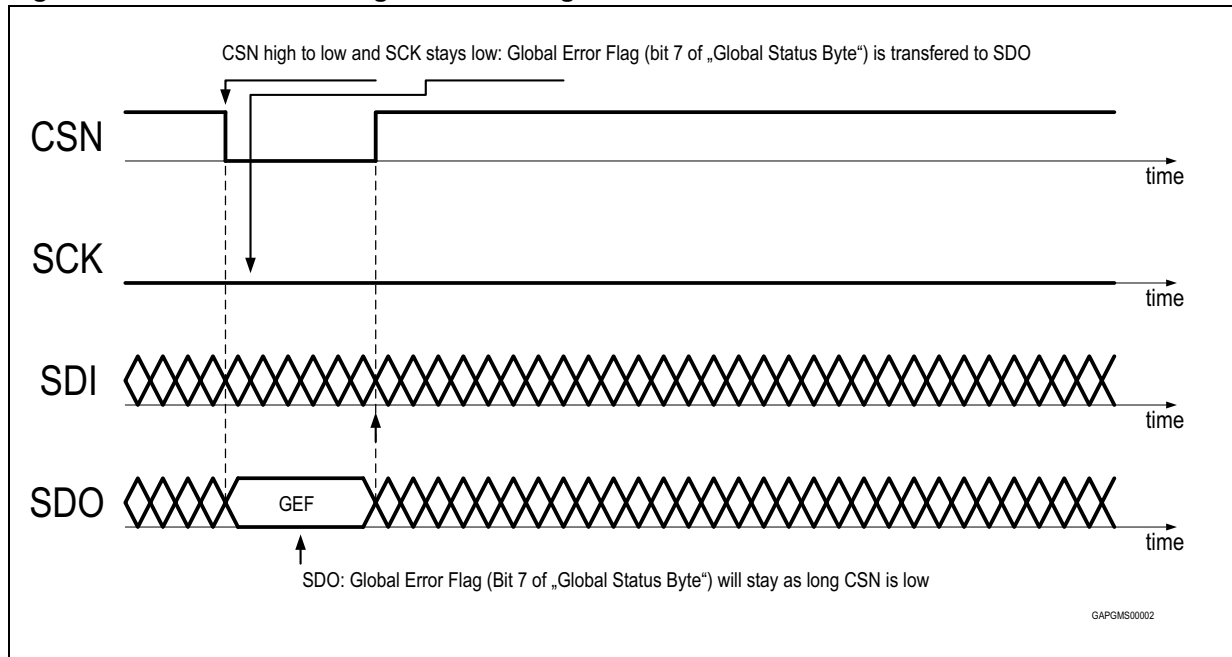 CSN high to low and SCK stays low: Global Error Flag (bit 7 of „Global Status Byte“) is transfered to SDO
CSN
time
SCK
time
SDI
time
SDO
GEF
time
SDO: Global Error Flag (Bit 7 of „Global Status Byte“) will stay as long CSN is low
GAPGMS00002